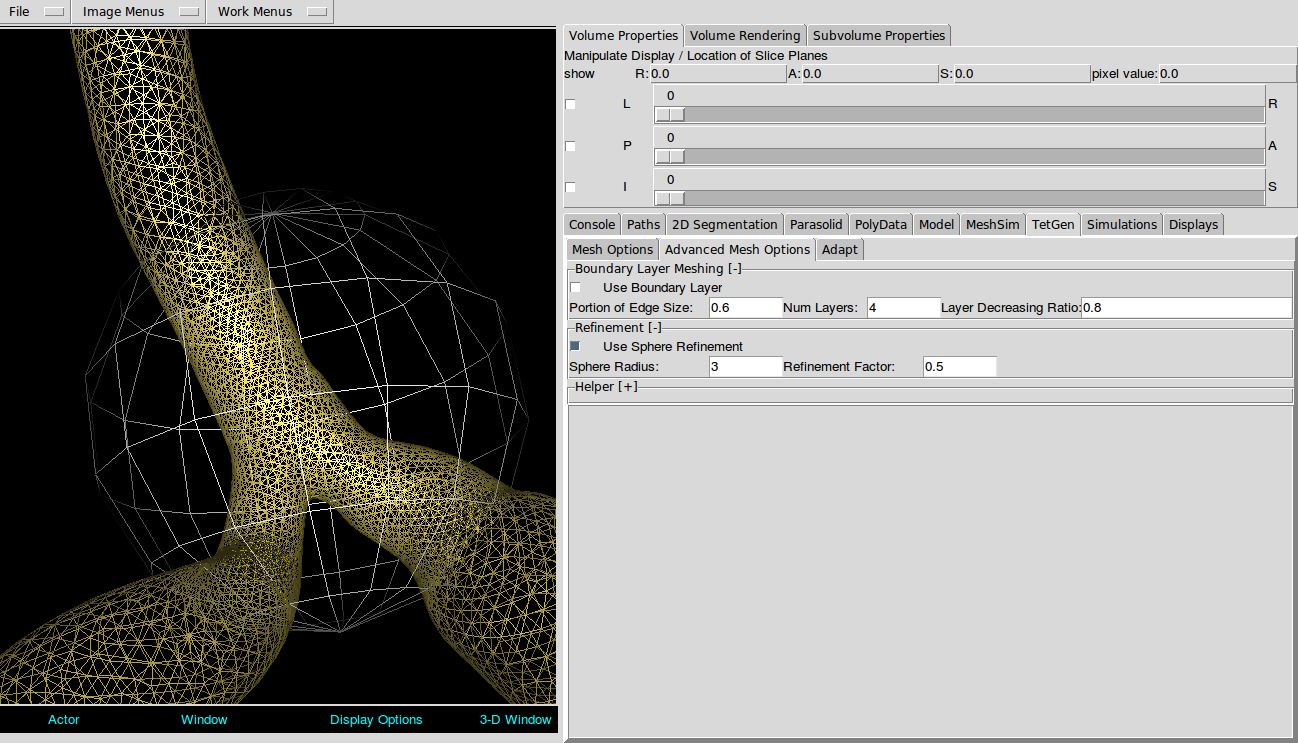 File Image Menus Work Menus
Volume Properties Volume Rendering Subvolume Properties
Manipulate Display / Location of Slice Planes
show R: 0.0 A: 0.0 S: 0.0 pixel value: 0.0
0
L R
0
P A
0
I S
Console Paths 2D Segmentation Parasolid PolyData Model MeshSim TetGen Simulations Displays
Mesh Options Advanced Mesh Options Adapt
Boundary Layer Meshing [-]
Use Boundary Layer
Portion of Edge Size: 0.6 Num Layers: 4 Layer Decreasing Ratio: 0.8
Refinement [-]
Use Sphere Refinement
Sphere Radius: 3 Refinement Factor: 0.5
Helper [+]
Actor Window Display Options 3-D Window